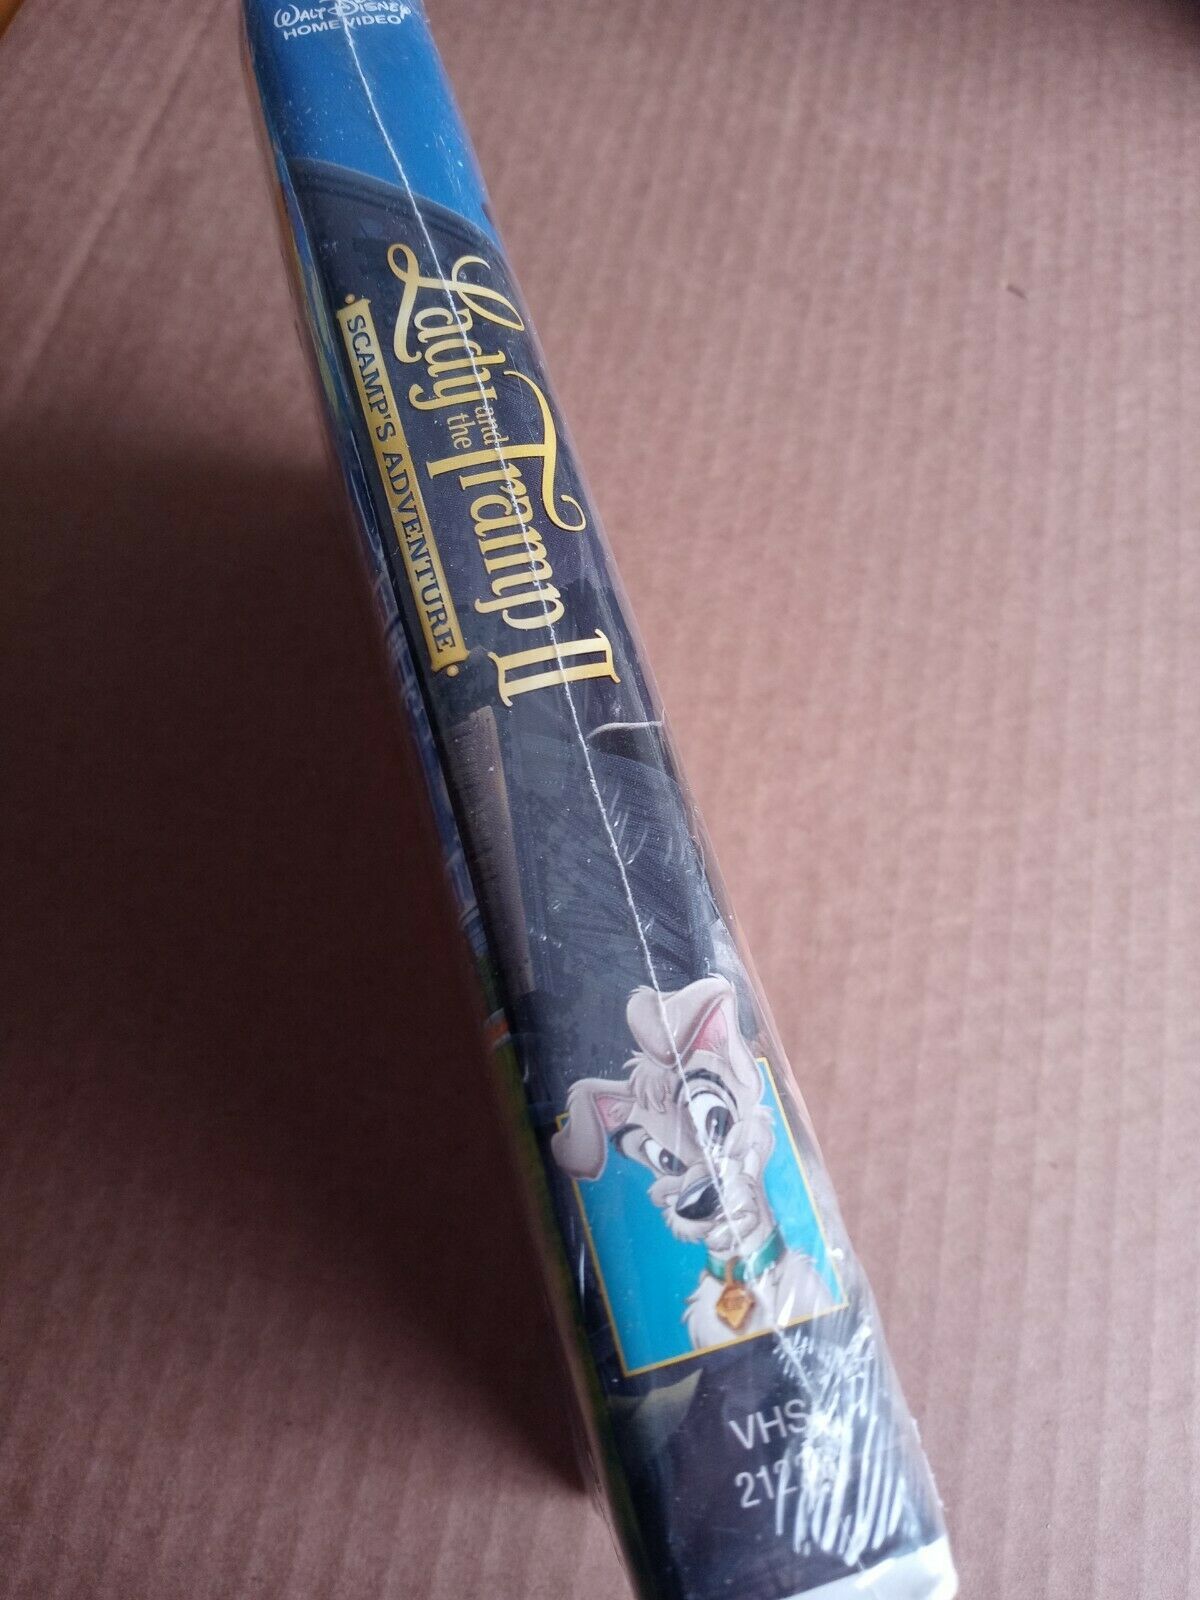 WALT DISNEY
HOME VIDEO
Lady and the Tramp II
SCAMP'S ADVENTURE
VHS